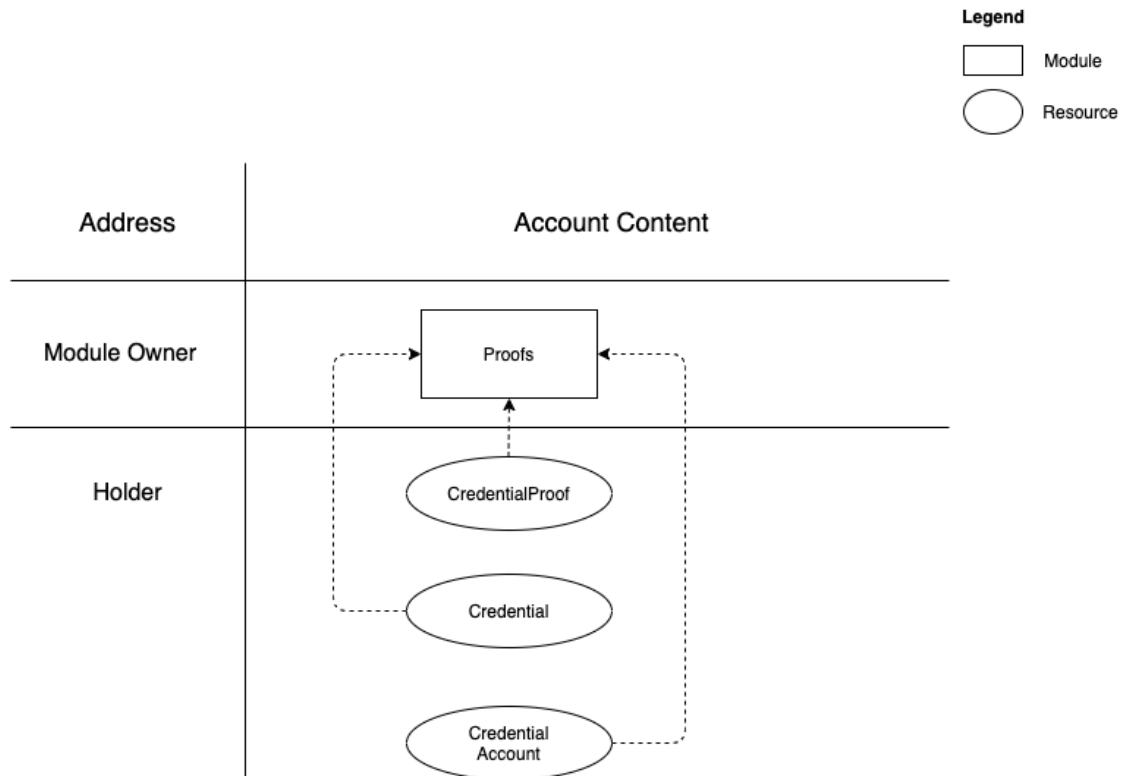 Legend
Module
Resource
Address
Account Content
Module Owner
Proofs
Holder
CredentialProof
Credential
Credential
Account